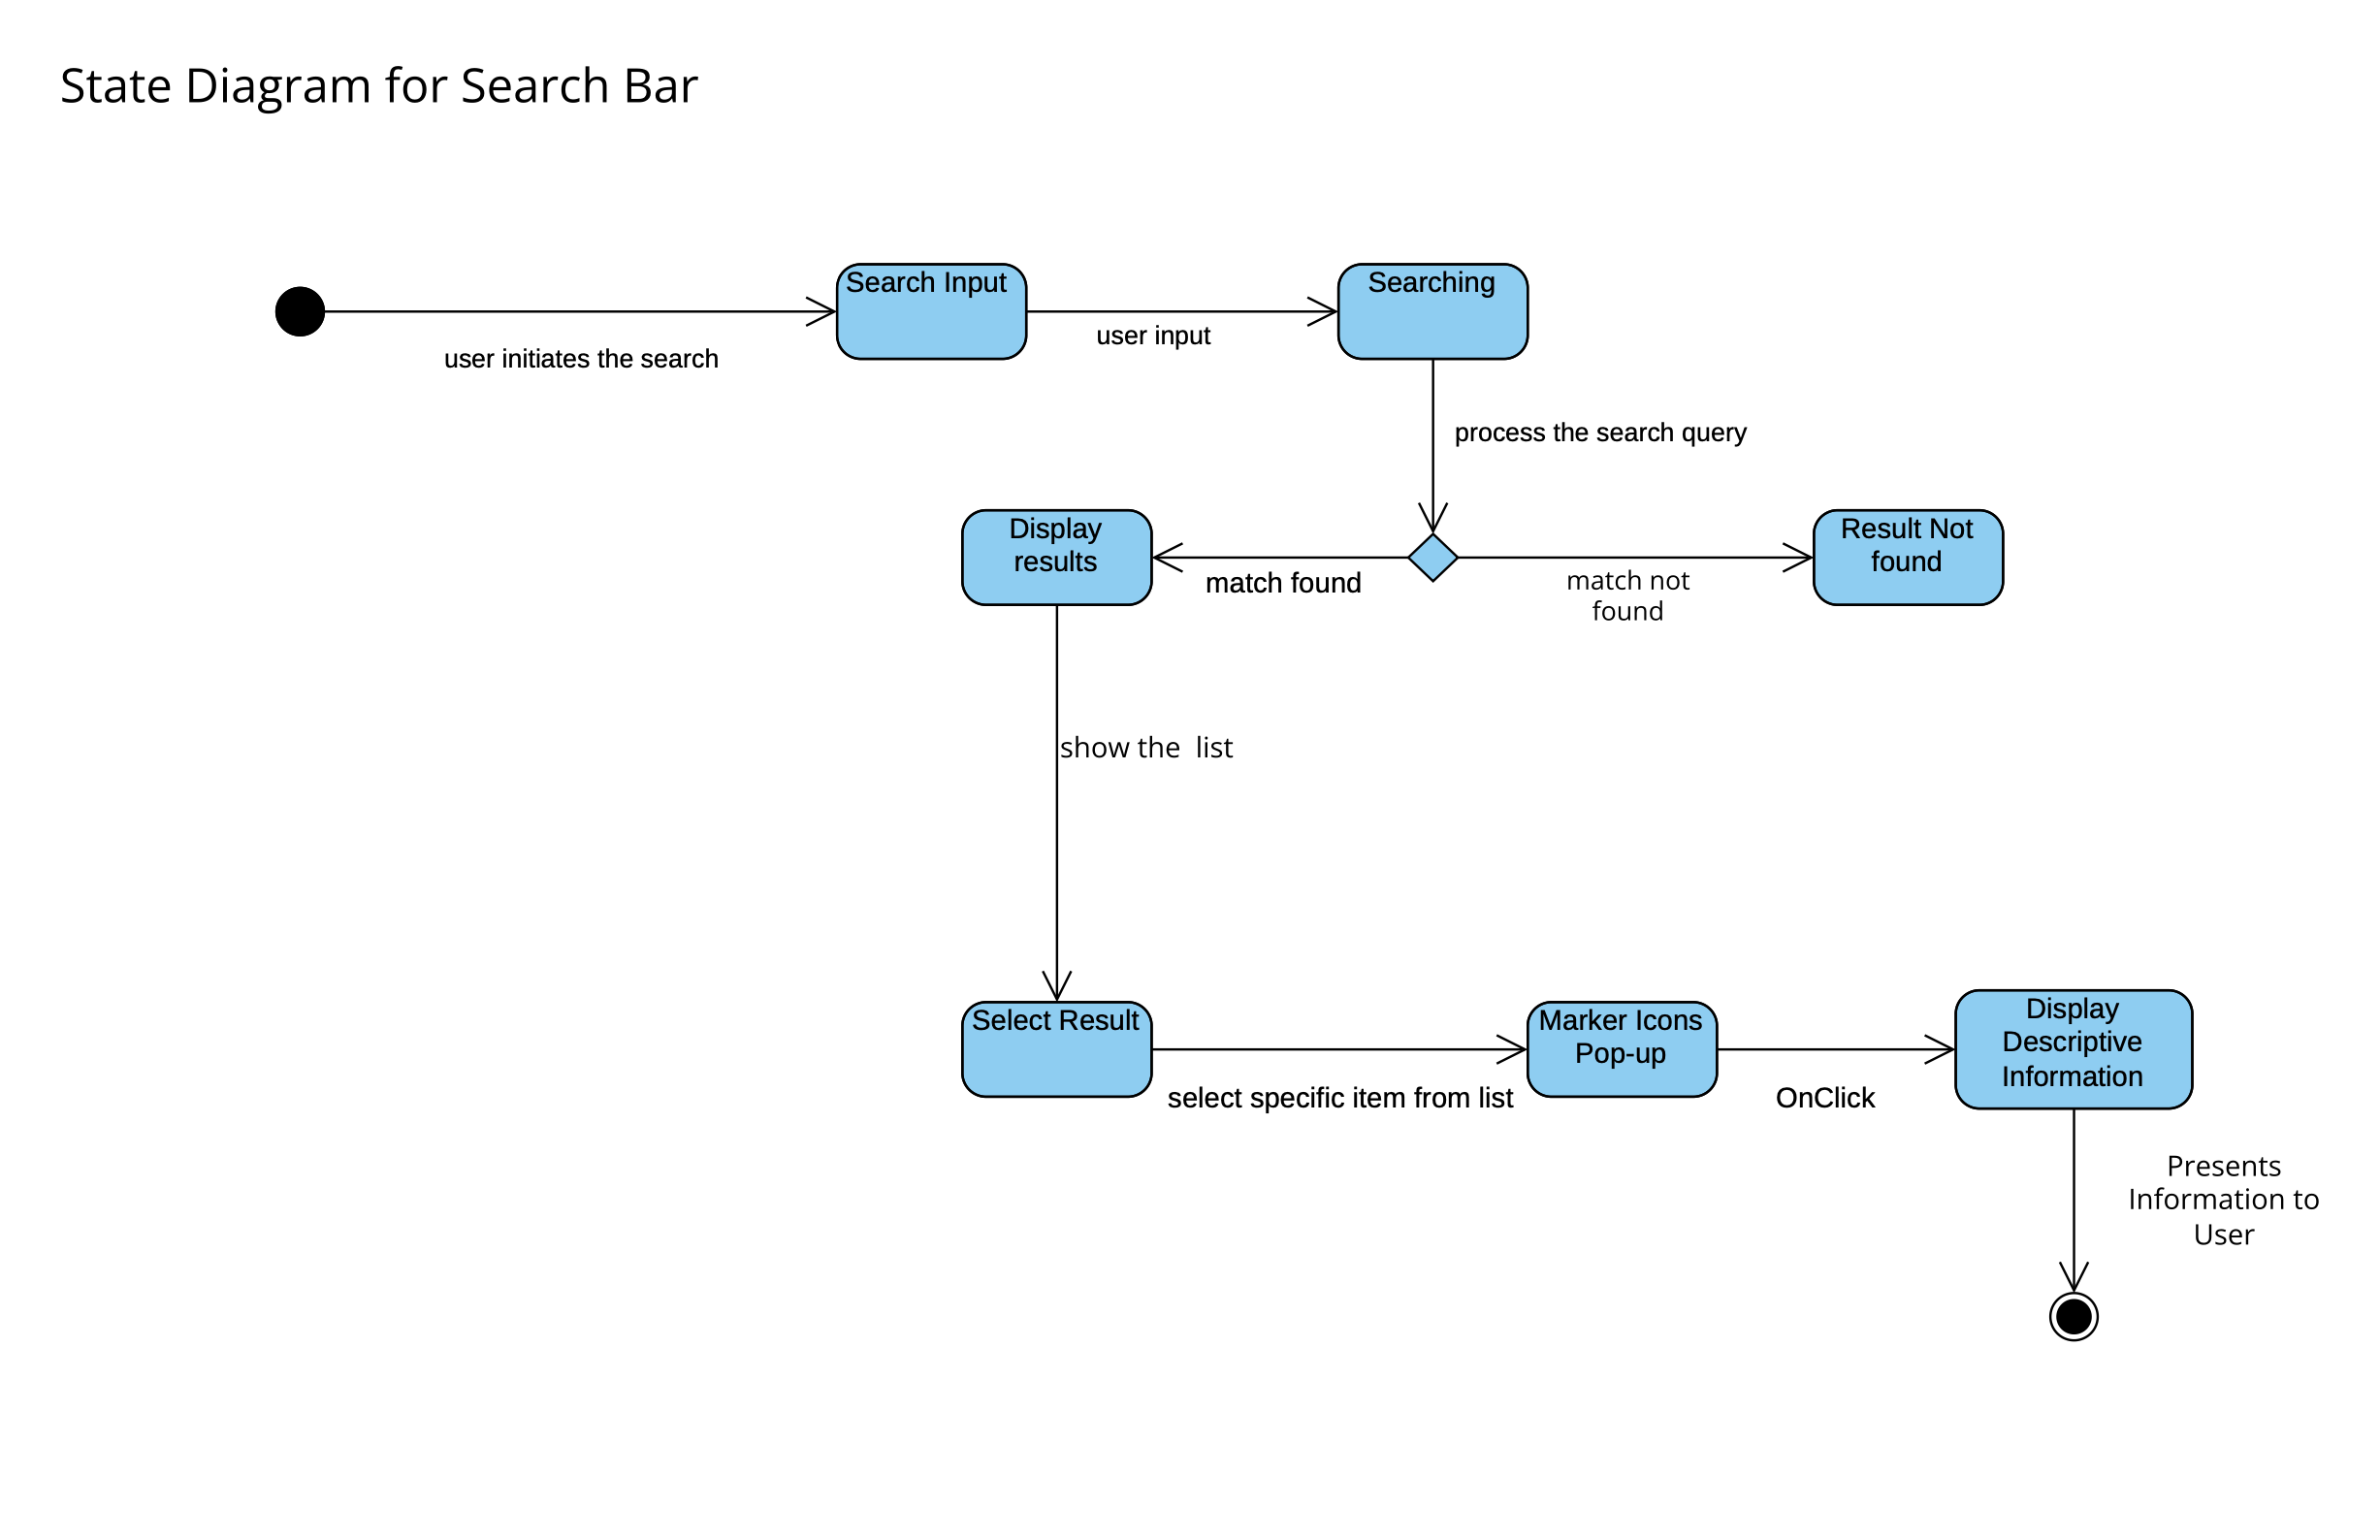 State Diagram for Search Bar
Search Input
Searching
user input
user initiates the search
process the search query
Display
results
Result Not
found
match found
match not
found
show the  list
Select Result
Marker Icons
Pop-up
Display
Descriptive
Information
select specific item from list
OnClick
Presents
Information to
User